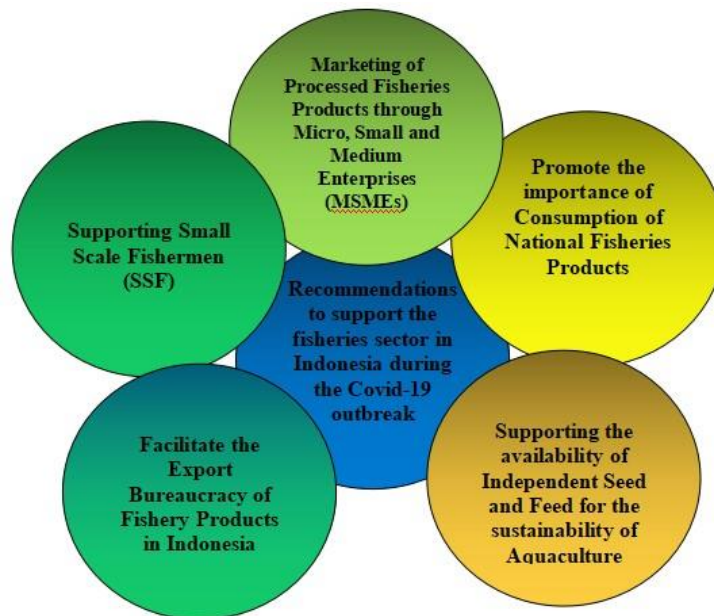 Marketing of
Processed Fisheries
Products through
Micro, Small and
Medium
Enterprises
(MSMEs)
Promote the
importance of
Consumption of
National Fisheries
Products
Supporting Small
Scale Fishermen
(SSF)
Recommendations
to support the
fisheries sector in
Indonesia during
the Covid-19
outbreak
Supporting the
availability of
Independent Seed
and Feed for the
sustainability of
Aquaculture
Facilitate the
Export
Bureaucracy of
Fishery Products
in Indonesia